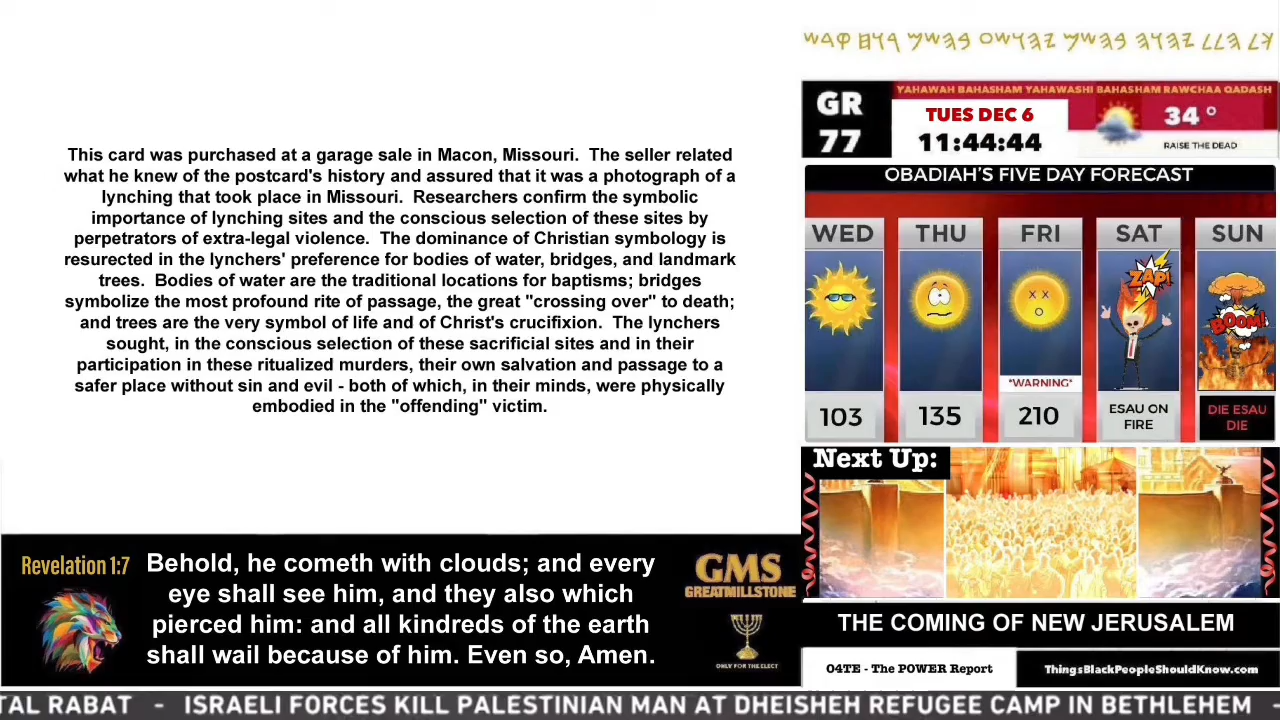 This card was purchased at a garage sale in Macon, Missouri.  The seller related
what he knew of the postcard's history and assured that it was a photograph of a
lynching that took place in Missouri.  Researchers confirm the symbolic
importance of lynching sites and the conscious selection of these sites by
perpetrators of extra-legal violence.  The dominance of Christian symbology is
resurected in the lynchers' preference for bodies of water, bridges, and landmark
trees.  Bodies of water are the traditional locations for baptisms; bridges
symbolize the most profound rite of passage, the great "crossing over" to death;
and trees are the very symbol of life and of Christ's crucifixion.  The lynchers
sought, in the conscious selection of these sacrificial sites and in their
participation in these ritualized murders, their own salvation and passage to a
safer place without sin and evil - both of which, in their minds, were physically
embodied in the "offending" victim.
Revelation 1:7
Behold, he cometh with clouds; and every
eye shall see him, and they also which
pierced him: and all kindreds of the earth
shall wail because of him. Even so, Amen.
GMS
GREATMILLSTONE
ONLY FOR THE ELECT
GR
77
YAHAWAH BAHASHAM YAHAWASHI BAHASHAM RAWCHAA QADASH
TUES DEC 6
11:44:44
34°
RAISE THE DEAD
OBADIAH'S FIVE DAY FORECAST
WED THU FRI SAT SUN
ZAP!
BOOM!
*WARNING*
103 135 210
ESAU ON
FIRE
DIE ESAU
DIE
Next Up:
THE COMING OF NEW JERUSALEM
O4TE - The POWER Report
ThingsBlackPeopleShouldKnow.com
TAL RABAT - ISRAELI FORCES KILL PALESTINIAN MAN AT DHEISHEH REFUGEE CAMP IN BETHLEHEM -